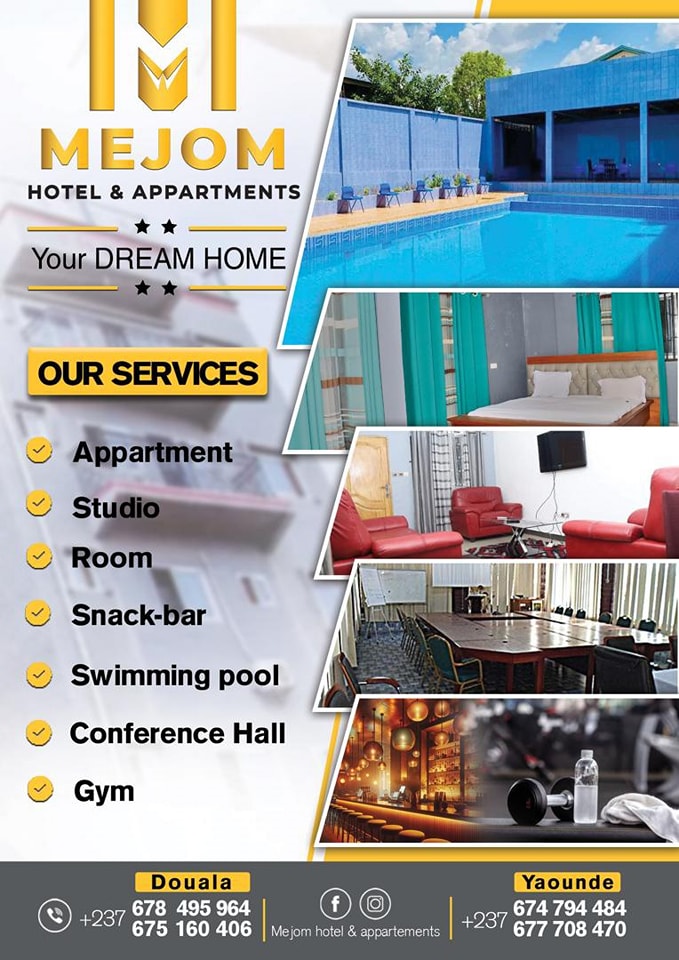 MEJOM
HOTEL & APPARTMENTS
Your DREAM HOME
OUR SERVICES
Appartment
Studio
Room
Snack-bar
Swimming pool
Conference Hall
Gym
Douala
+237 678 495 964
675 160 406
Mejom hotel & appartements
Yaounde
+237 674 794 484
677 708 470